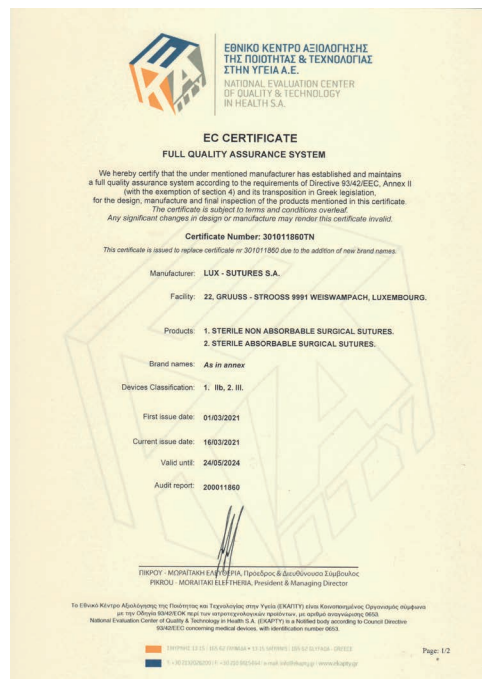 ΕΚΑΠΤΥ
ΕΘΝΙΚΟ ΚΕΝΤΡΟ ΑΞΙΟΛΟΓΗΣΗΣ
ΤΗΣ ΠΟΙΟΤΗΤΑΣ & ΤΕΧΝΟΛΟΓΙΑΣ
ΣΤΗΝ ΥΓΕΙΑ Α.Ε.
NATIONAL EVALUATION CENTER
OF QUALITY & TECHNOLOGY
IN HEALTH S.A.
EC CERTIFICATE
FULL QUALITY ASSURANCE SYSTEM
We hereby certify that the under mentioned manufacturer has established and maintains
a full quality assurance system according to the requirements of Directive 93/42/EEC, Annex II
(with the exemption of section 4) and its transposition in Greek legislation,
for the design, manufacture and final inspection of the products mentioned in this certificate.
The certificate is subject to terms and conditions overleaf.
Any significant changes in design or manufacture may render this certificate invalid.
Certificate Number: 301011860TN
This certificate is issued to replace certificate nr 301011860 due to the addition of new brand names.
Manufacturer: LUX - SUTURES S.A.
Facility: 22, GRUUSS - STROOSS 9991 WEISWAMPACH, LUXEMBOURG.
Products: 1. STERILE NON ABSORBABLE SURGICAL SUTURES.
2. STERILE ABSORBABLE SURGICAL SUTURES.
Brand names: As in annex
Devices Classification: 1. IIb, 2. III.
First issue date: 01/03/2021
Current issue date: 16/03/2021
Valid until: 24/05/2024
Audit report: 200011860
ΠΙΚΡΟΥ - ΜΩΡΑΪΤΑΚΗ ΕΛΕΥΘΕΡΙΑ, Πρόεδρος & Διευθύνουσα Σύμβουλος
PIKROU - MORAITAKI ELEFTHERIA, President & Managing Director
Το Εθνικό Κέντρο Αξιολόγησης της Ποιότητας και Τεχνολογίας στην Υγεία (ΕΚΑΠΤΥ) είναι Κοινοποιημένος Οργανισμός σύμφωνα
με την Οδηγία 93/42/ΕΟΚ περί των ιατροτεχνολογικών προϊόντων, με αριθμό αναγνώρισης 0653.
National Evaluation Center of Quality & Technology in Health S.A. (EKAPTY) is a Notified body according to Council Directive
93/42/EEC concerning medical devices, with identification number 0653.
Page: 1/2